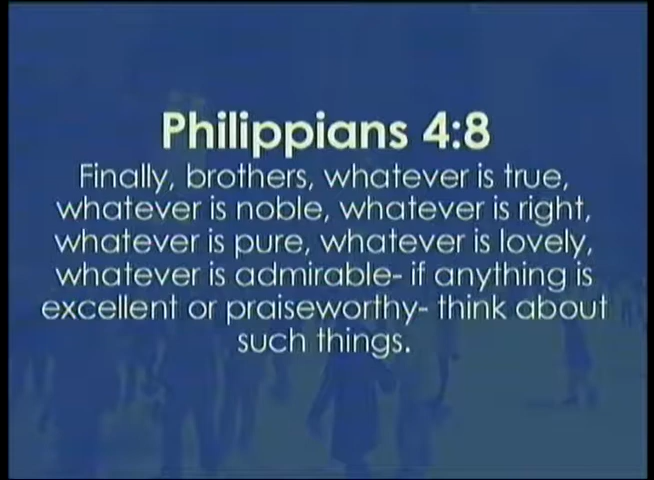 Philippians 4:8
Finally, brothers, whatever is true,
whatever is noble, whatever is right,
whatever is pure, whatever is lovely,
whatever is admirable- if anything is
excellent or praiseworthy- think about
such things.